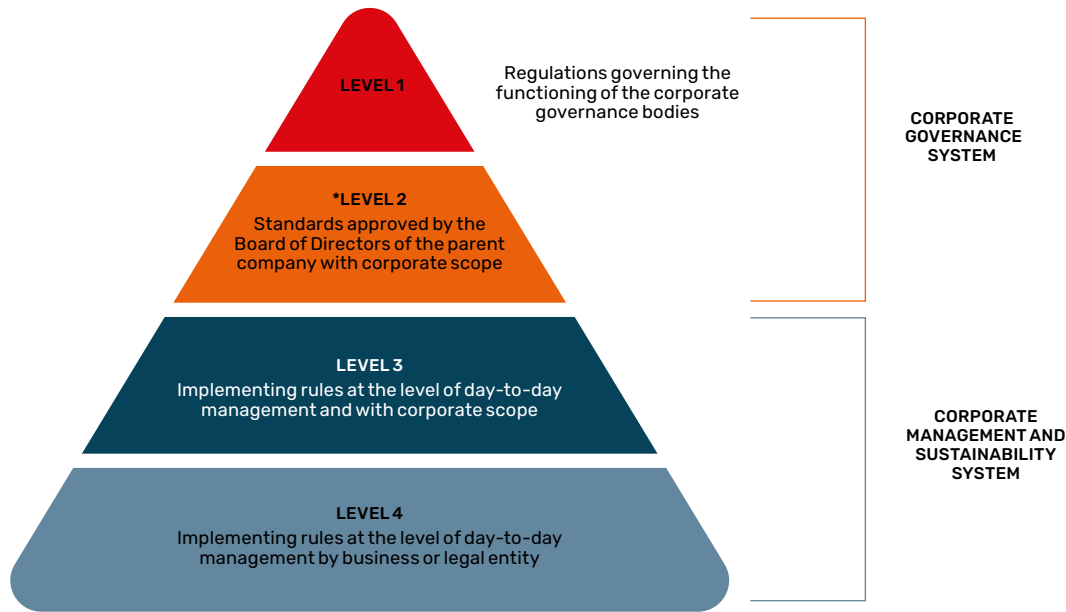 LEVEL 1
Regulations governing the
functioning of the corporate
governance bodies
CORPORATE
GOVERNANCE
SYSTEM
*LEVEL 2
Standards approved by the
Board of Directors of the parent
company with corporate scope
LEVEL 3
Implementing rules at the level of day-to-day
management and with corporate scope
CORPORATE
MANAGEMENT AND
SUSTAINABILITY
SYSTEM
LEVEL 4
Implementing rules at the level of day-to-day
management by business or legal entity